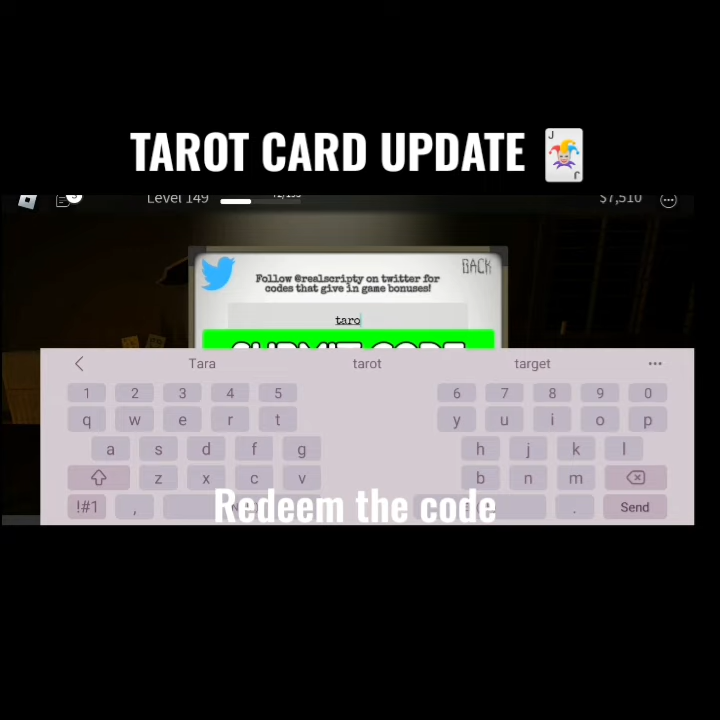 TAROT CARD UPDATE 🃏
Level 149
$7,510
BACK
Follow @realscripty on twitter for
codes that give in game bonuses!
taro
SUBMIT CODE
Tara tarot target
1 2 3 4 5 6 7 8 9 0
q w e r t y u i o p
a s d f g h j k l
z x c v b n m
!#1 , . Send
Redeem the code